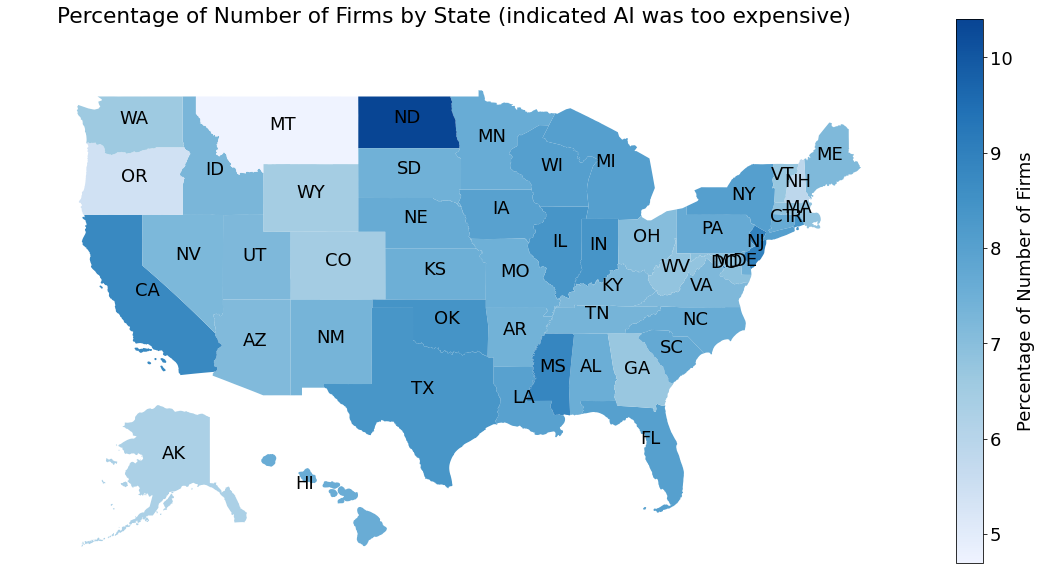 Percentage of Number of Firms by State (indicated AI was too expensive)
WA
MT
ND
MN
ME
OR
ID
SD
WI
MI
VT
NH
WY
NE
IA
NY
MA
CT
RI
NV
UT
CO
KS
MO
IL
IN
OH
PA
NJ
CA
WV
MD
DC
DE
KY
VA
AZ
NM
OK
AR
TN
NC
SC
TX
LA
MS
AL
GA
FL
AK
HI
10
9
8
7
6
5
Percentage of Number of Firms